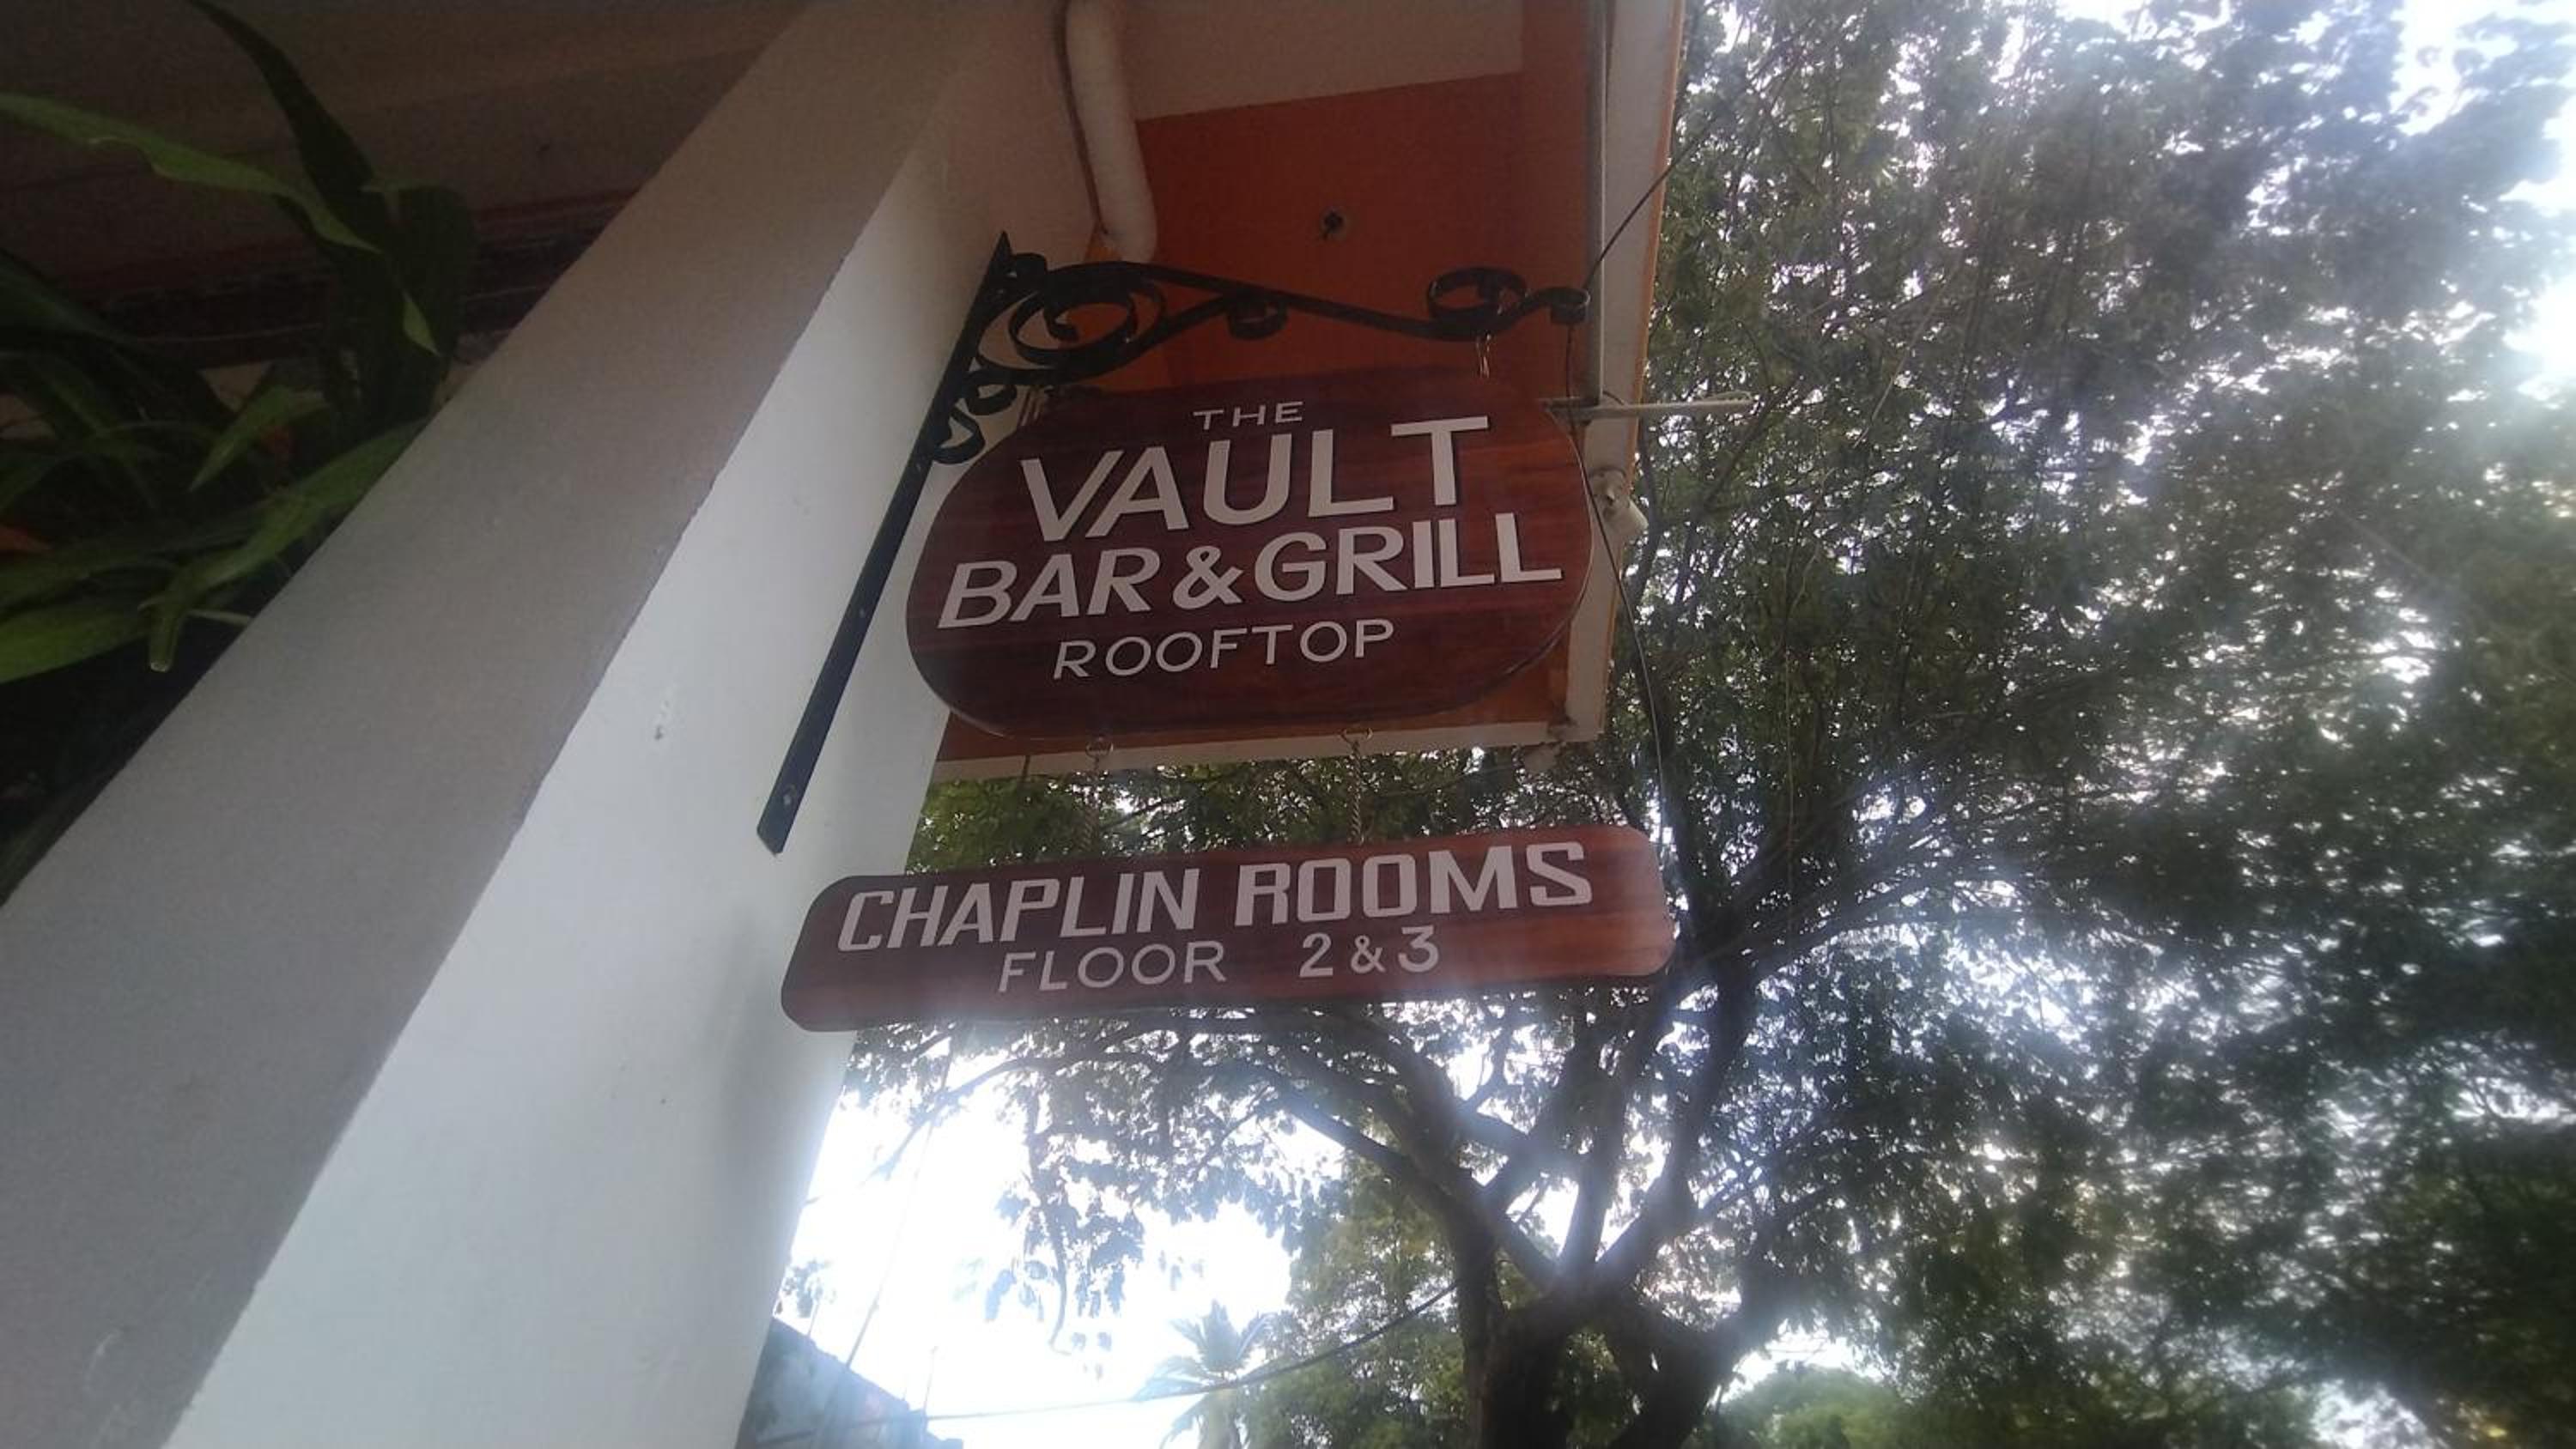 THE
VAULT
BAR & GRILL
ROOFTOP
CHAPLIN ROOMS
FLOOR 2 & 3